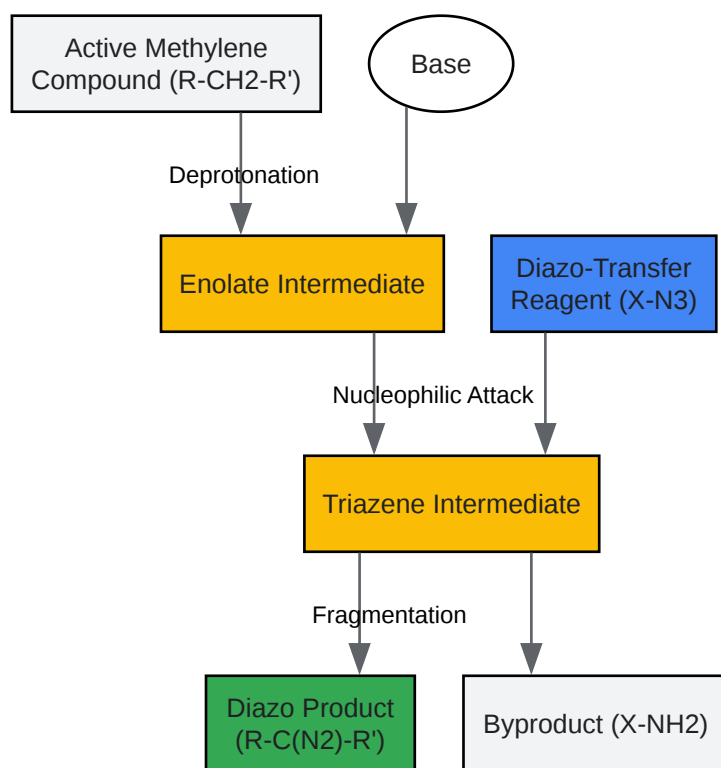 Active Methylene
Compound (R-CH2-R')
Base
Deprotonation
Enolate Intermediate
Diazo-Transfer
Reagent (X-N3)
Nucleophilic Attack
Triazene Intermediate
Fragmentation
Diazo Product
(R-C(N2)-R')
Byproduct (X-NH2)